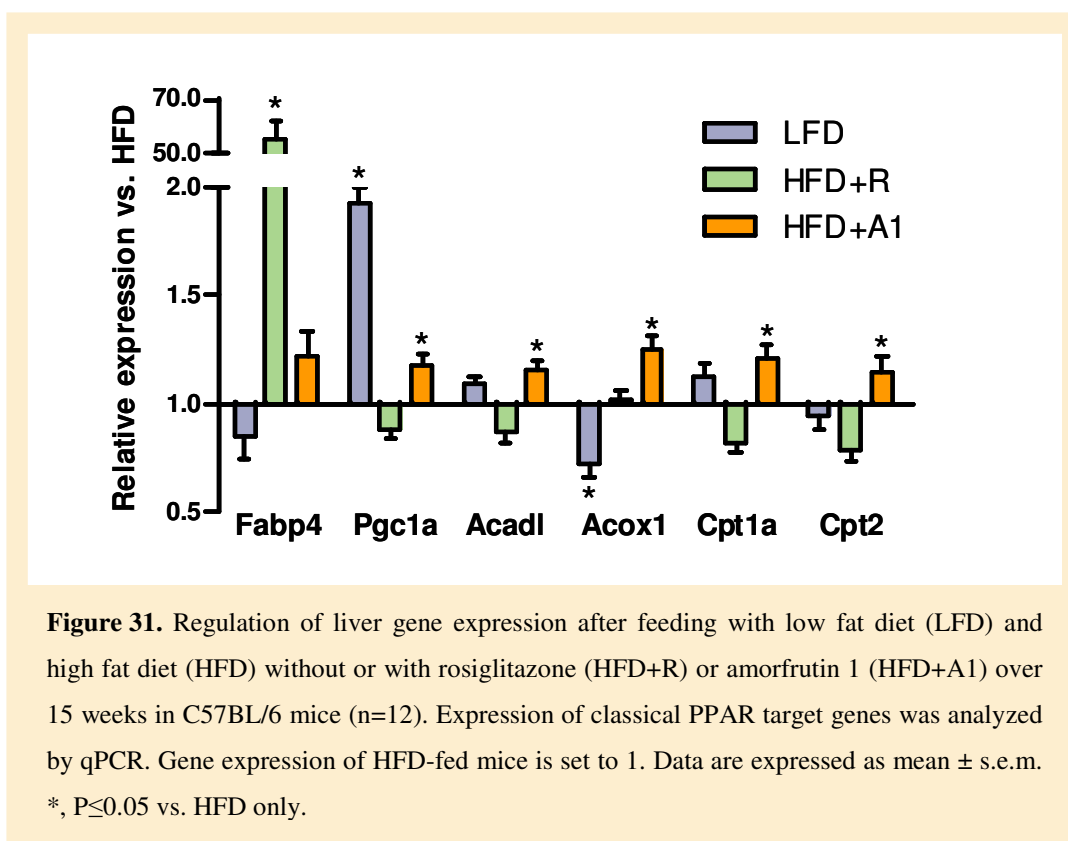 70.0
50.0
2.0
1.5
1.0
0.5
Relative expression vs. HFD
*
*
*
*
*
*
*
*
LFD
HFD+R
HFD+A1
Fabp4 Pgc1a Acadl Acox1 Cpt1a Cpt2
Figure 31. Regulation of liver gene expression after feeding with low fat diet (LFD) and
high fat diet (HFD) without or with rosiglitazone (HFD+R) or amorfrutin 1 (HFD+A1) over
15 weeks in C57BL/6 mice (n=12). Expression of classical PPAR target genes was analyzed
by qPCR. Gene expression of HFD-fed mice is set to 1. Data are expressed as mean ± s.e.m.
*, P≤0.05 vs. HFD only.